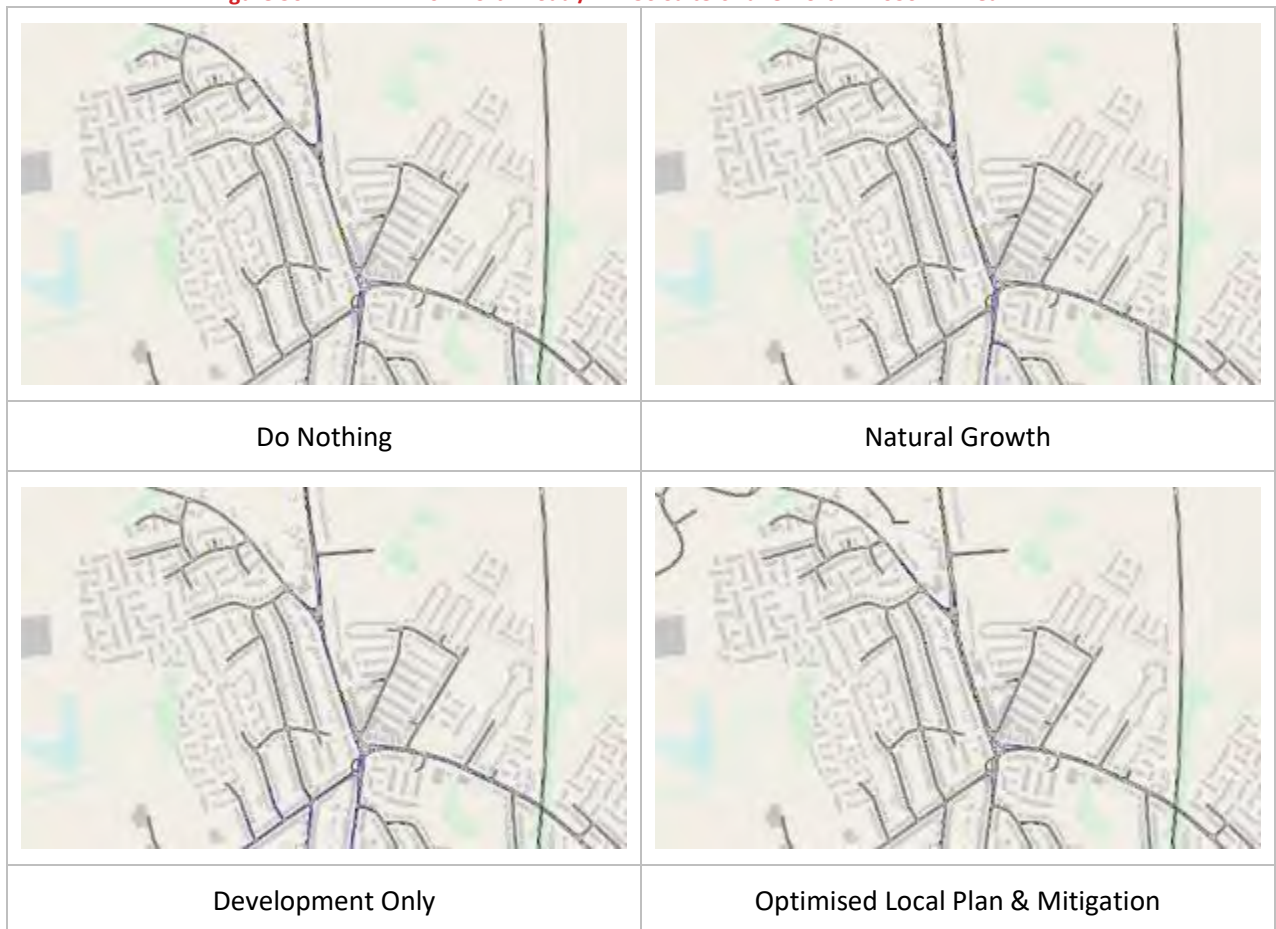 Do Nothing
Natural Growth
Development Only
Optimised Local Plan & Mitigation